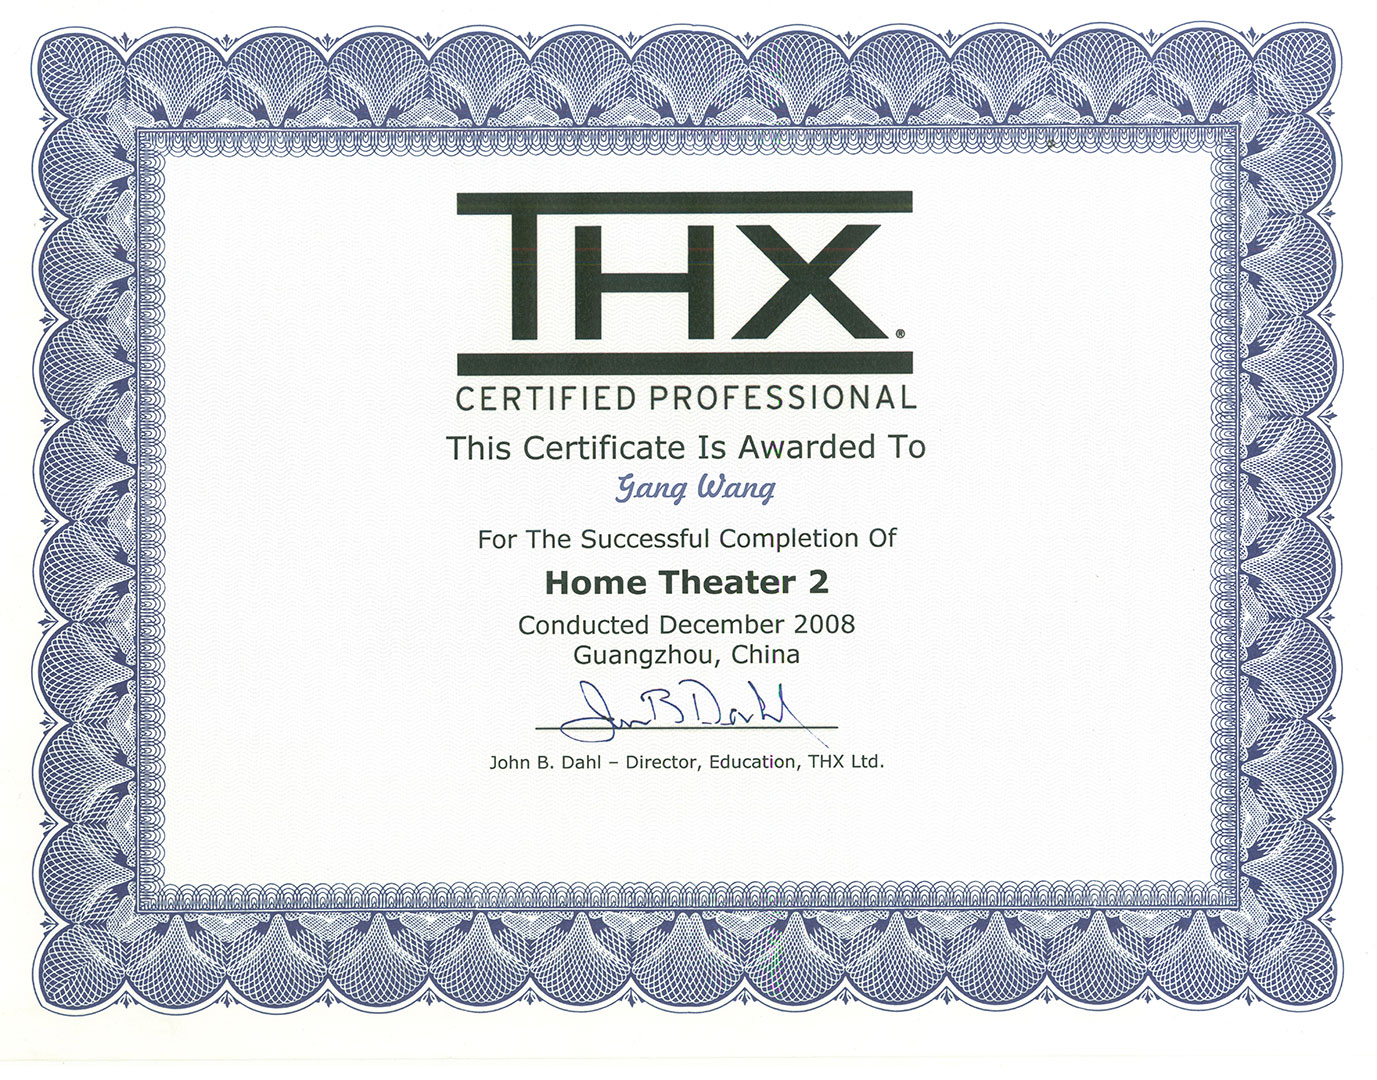 THX®
CERTIFIED PROFESSIONAL
This Certificate Is Awarded To
Gang Wang
For The Successful Completion Of
Home Theater 2
Conducted December 2008
Guangzhou, China
John B Dahl
John B. Dahl – Director, Education, THX Ltd.